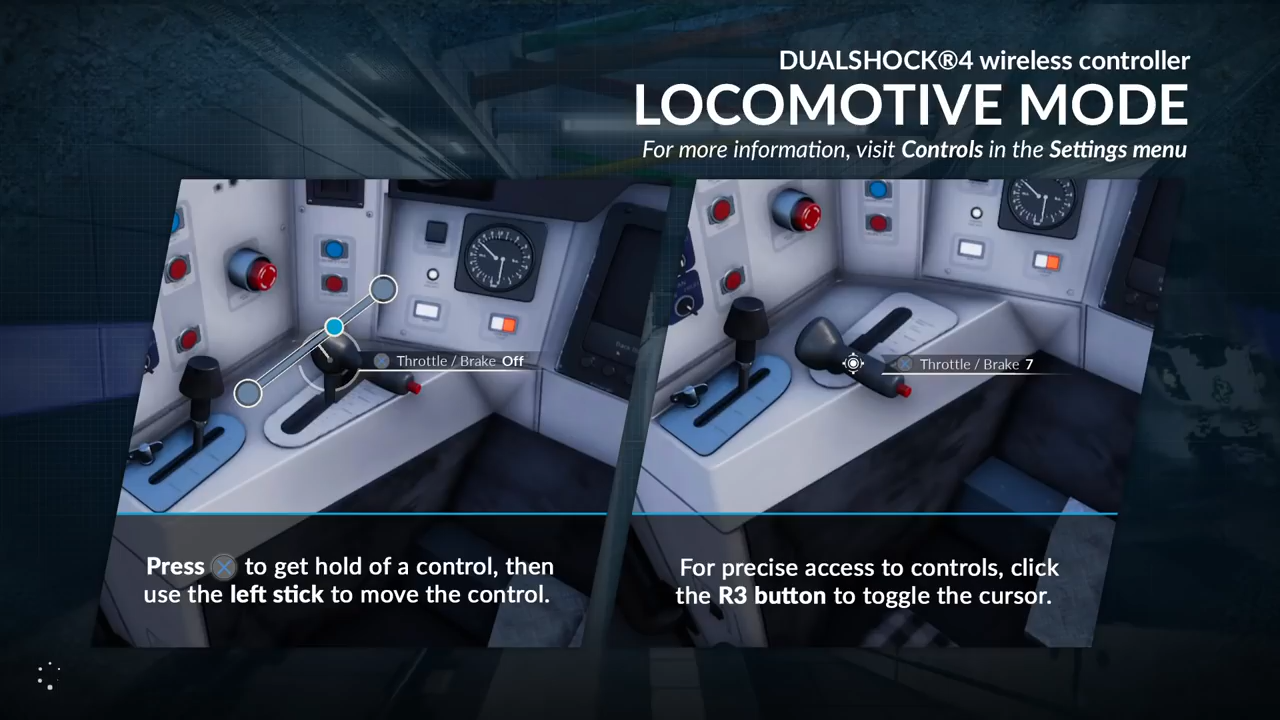 DUALSHOCK®4 wireless controller
LOCOMOTIVE MODE
For more information, visit Controls in the Settings menu
Throttle / Brake Off
Throttle / Brake 7
Press to get hold of a control, then
use the left stick to move the control.
For precise access to controls, click
the R3 button to toggle the cursor.